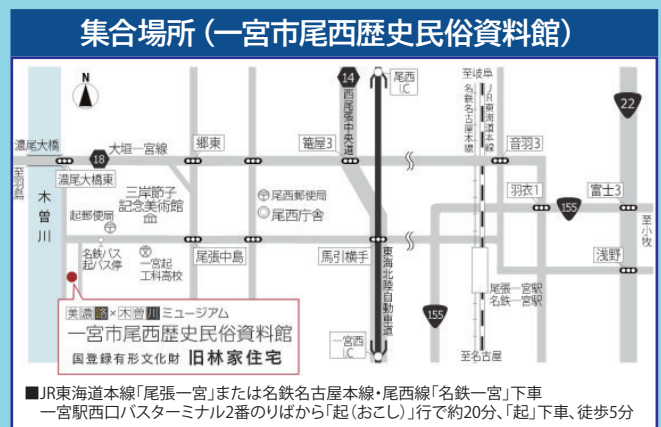 集合場所（一宮市尾西歴史民俗資料館）
N
14
西尾張中央道
尾西
I.C
至岐阜
名鉄名古屋本線
JR東海道本線
22
濃尾大橋
18
大垣一宮線
郷東
篭屋3
音羽3
至羽島
濃尾大橋東
木曽川
三岸節子
記念美術館
尾西郵便局
尾西庁舎
羽衣1
155
富士3
至小牧
起郵便局
名鉄バス
起バス停
一宮起
工科高校
尾張中島
馬引横手
東海北陸自動車道
浅野
尾張一宮駅
名鉄一宮駅
155
一宮西
I.C
至名古屋
美濃路×木曽川ミュージアム
一宮市尾西歴史民俗資料館
国登録有形文化財 旧林家住宅
■JR東海道本線「尾張一宮」または名鉄名古屋本線・尾西線「名鉄一宮」下車
一宮駅西口バスターミナル2番のりばから「起（おこし）」行で約20分、「起」下車、徒歩5分